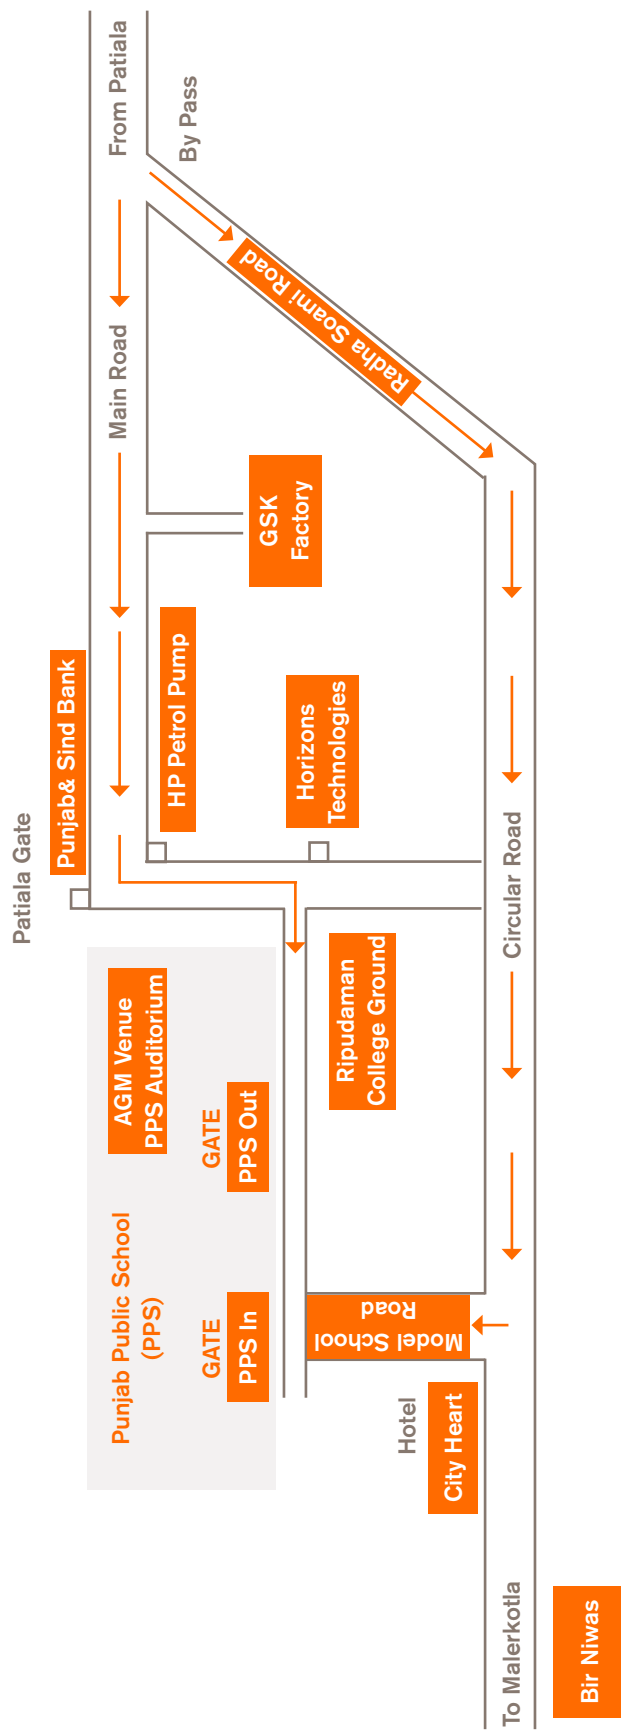 From Patiala
By Pass
Main Road
Radha Soami Road
GSK
Factory
Punjab& Sind Bank
HP Petrol Pump
Horizons
Technologies
Patiala Gate
Circular Road
AGM Venue
PPS Auditorium
Ripudaman
College Ground
GATE
PPS Out
Punjab Public School
(PPS)
GATE
PPS In
Model School
Road
Hotel
City Heart
To Malerkotla
Bir Niwas